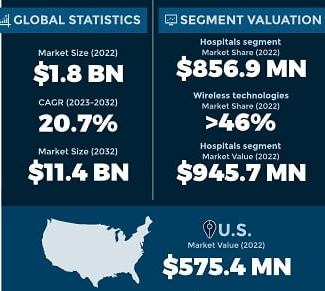 GLOBAL STATISTICS
Market Size (2022)
$1.8 BN
CAGR (2023-2032)
20.7%
Market Size (2032)
$11.4 BN
SEGMENT VALUATION
Hospitals segment
Market Share (2022)
$856.9 MN
Wireless technologies
Market Share (2022)
>46%
Hospitals segment
Market Value (2022)
$945.7 MN
U.S.
Market Value (2022)
$575.4 MN